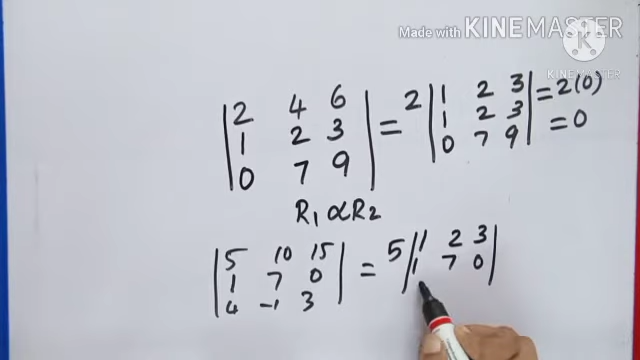 Made with KINEMASTER
KINEMASTER
|2 4 6|
|1 2 3|
|0 7 9|
= 2
|1 2 3|
|1 2 3|
|0 7 9|
= 2(0)
= 0
R₁ ∝ R₂
|5 10 15|
|1 7 0|
|4 -1 3|
= 5
|1 2 3|
|1 7 0|